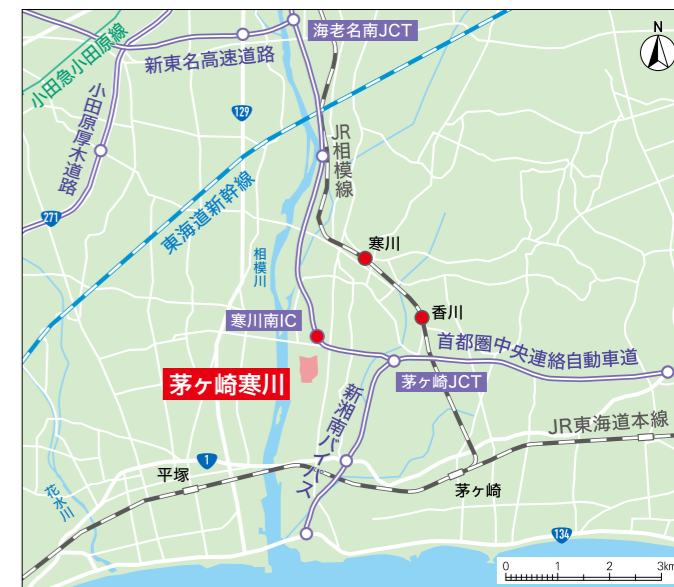 海老名南JCT
N
新東名高速道路
小田急小田原線
小田原厚木道路
129
JR相模線
東海道新幹線
271
相模川
寒川
香川
寒川南IC
首都圏中央連絡自動車道
茅ヶ崎JCT
茅ヶ崎寒川
新湘南バイパス
JR東海道本線
1
平塚
茅ヶ崎
花水川
134
0 1 2 3km